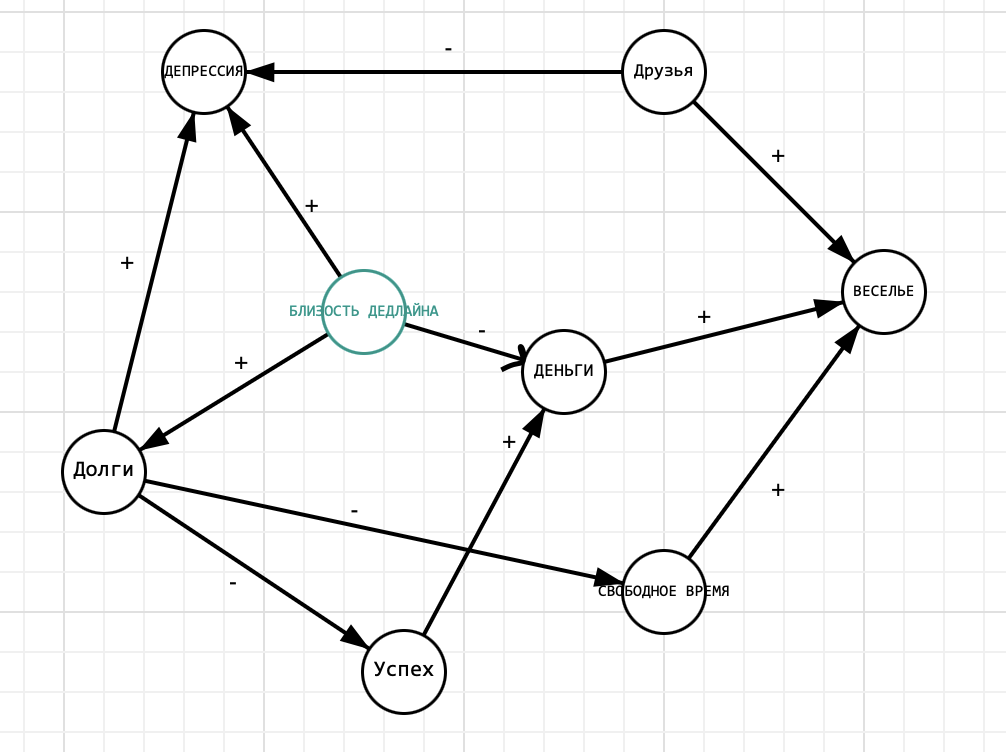 -
ДЕПРЕССИЯ
Друзья
+
+
+
БЛИЗОСТЬ ДЕДЛАЙНА
ВЕСЕЛЬЕ
-
+
+
ДЕНЬГИ
+
Долги
+
-
-
СВОБОДНОЕ ВРЕМЯ
Успех